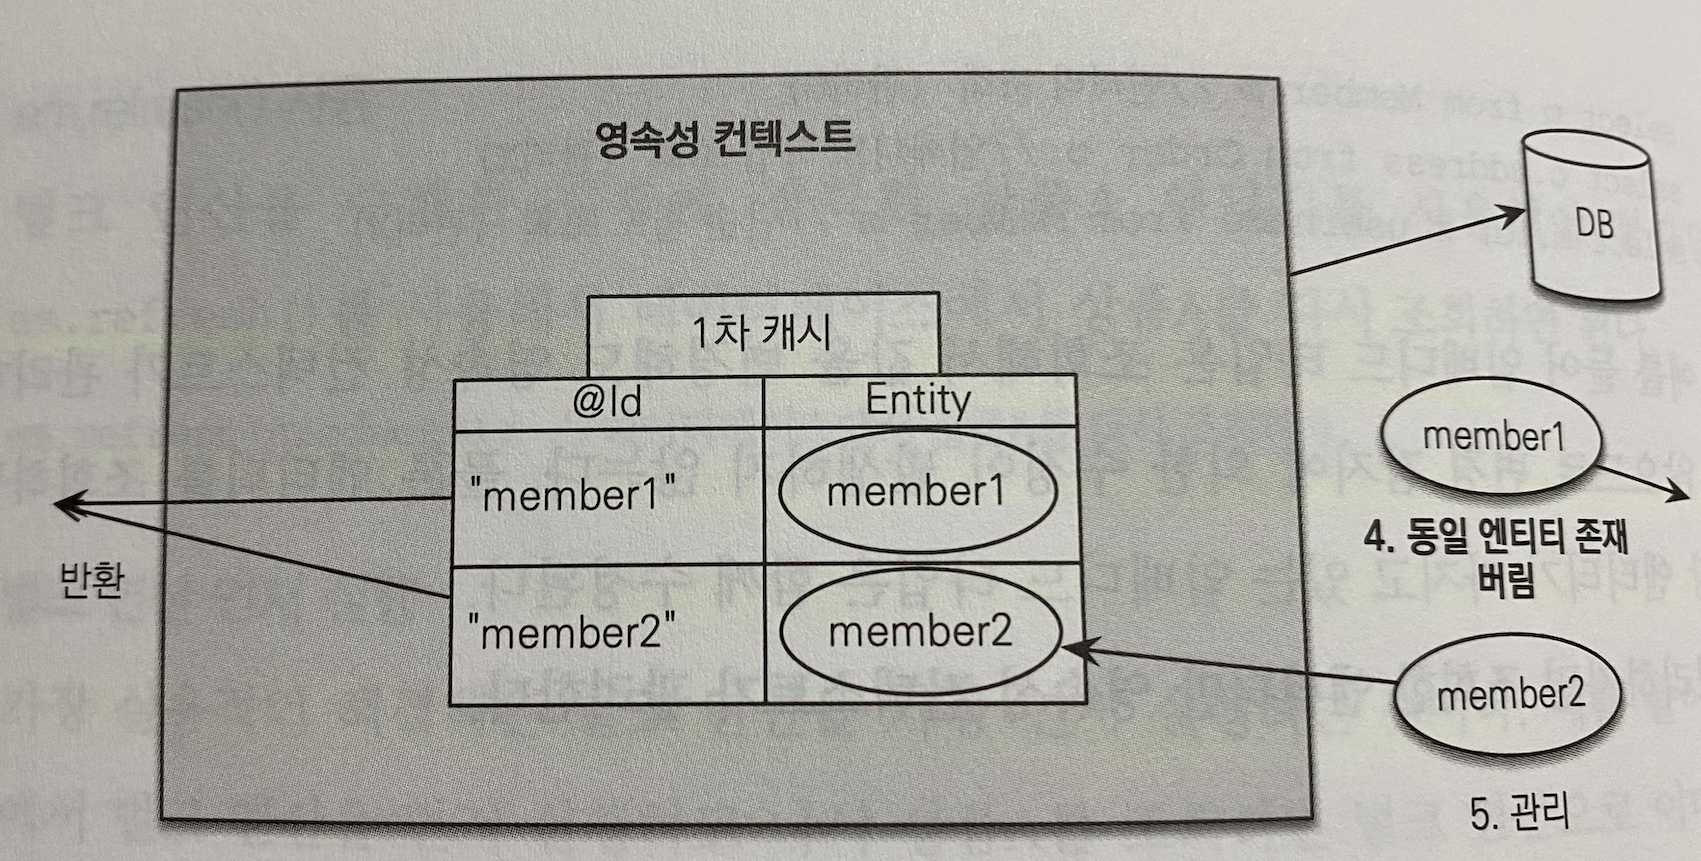 영속성 컨텍스트
DB
1차 캐시
@Id Entity
"member1" member1
member1
4. 동일 엔티티 존재
버림
반환
"member2" member2
member2
5. 관리